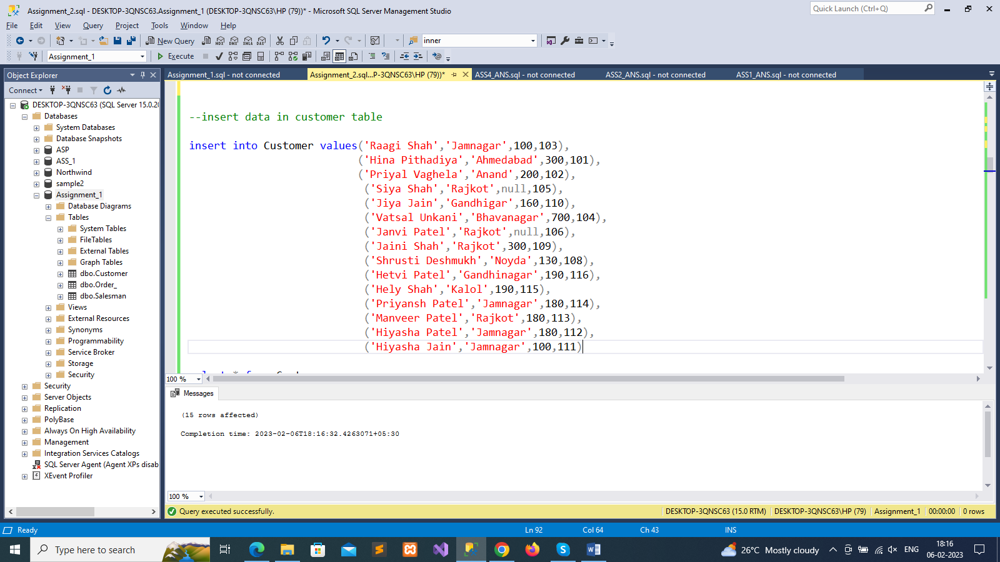 Assignment_2.sql - DESKTOP-3QNSC63.Assignment_1 (DESKTOP-3QNSC63\HP (79))* - Microsoft SQL Server Management Studio
Quick Launch (Ctrl+Q)
File Edit View Query Project Tools Window Help
New Query MDX DMX XMLA DAX inner
Assignment_1 Execute
Object Explorer
Assignment_1.sql - not connected Assignment_2.sql...P-3QNSC63\HP (79))* ASS4_ANS.sql - not connected ASS2_ANS.sql - not connected ASS1_ANS.sql - not connected
Connect
DESKTOP-3QNSC63 (SQL Server 15.0.20
Databases
System Databases
Database Snapshots
ASP
ASS_1
Northwind
sample2
Assignment_1
Database Diagrams
Tables
System Tables
FileTables
External Tables
Graph Tables
dbo.Customer
dbo.Order_
dbo.Salesman
Views
External Resources
Synonyms
Programmability
Service Broker
Storage
Security
Security
Server Objects
Replication
PolyBase
Always On High Availability
Management
Integration Services Catalogs
SQL Server Agent (Agent XPs disab
XEvent Profiler
--insert data in customer table
insert into Customer values('Raagi Shah','Jamnagar',100,103),
('Hina Pithadiya','Ahmedabad',300,101),
('Priyal Vaghela','Anand',200,102),
('Siya Shah','Rajkot',null,105),
('Jiya Jain','Gandhigar',160,110),
('Vatsal Unkani','Bhavanagar',700,104),
('Janvi Patel','Rajkot',null,106),
('Jaini Shah','Rajkot',300,109),
('Shrusti Deshmukh','Noyda',130,108),
('Hetvi Patel','Gandhinagar',190,116),
('Hely Shah','Kalol',190,115),
('Priyansh Patel','Jamnagar',180,114),
('Manveer Patel','Rajkot',180,113),
('Hiyasha Patel','Jamnagar',180,112),
('Hiyasha Jain','Jamnagar',100,111)
100 %
Messages
(15 rows affected)
Completion time: 2023-02-06T18:16:32.4263071+05:30
100 %
Query executed successfully. DESKTOP-3QNSC63 (15.0 RTM) DESKTOP-3QNSC63\HP (79) Assignment_1 00:00:00 0 rows
Ready Ln 92 Col 64 Ch 43 INS
Type here to search 26°C Mostly cloudy ENG 18:16
06-02-2023